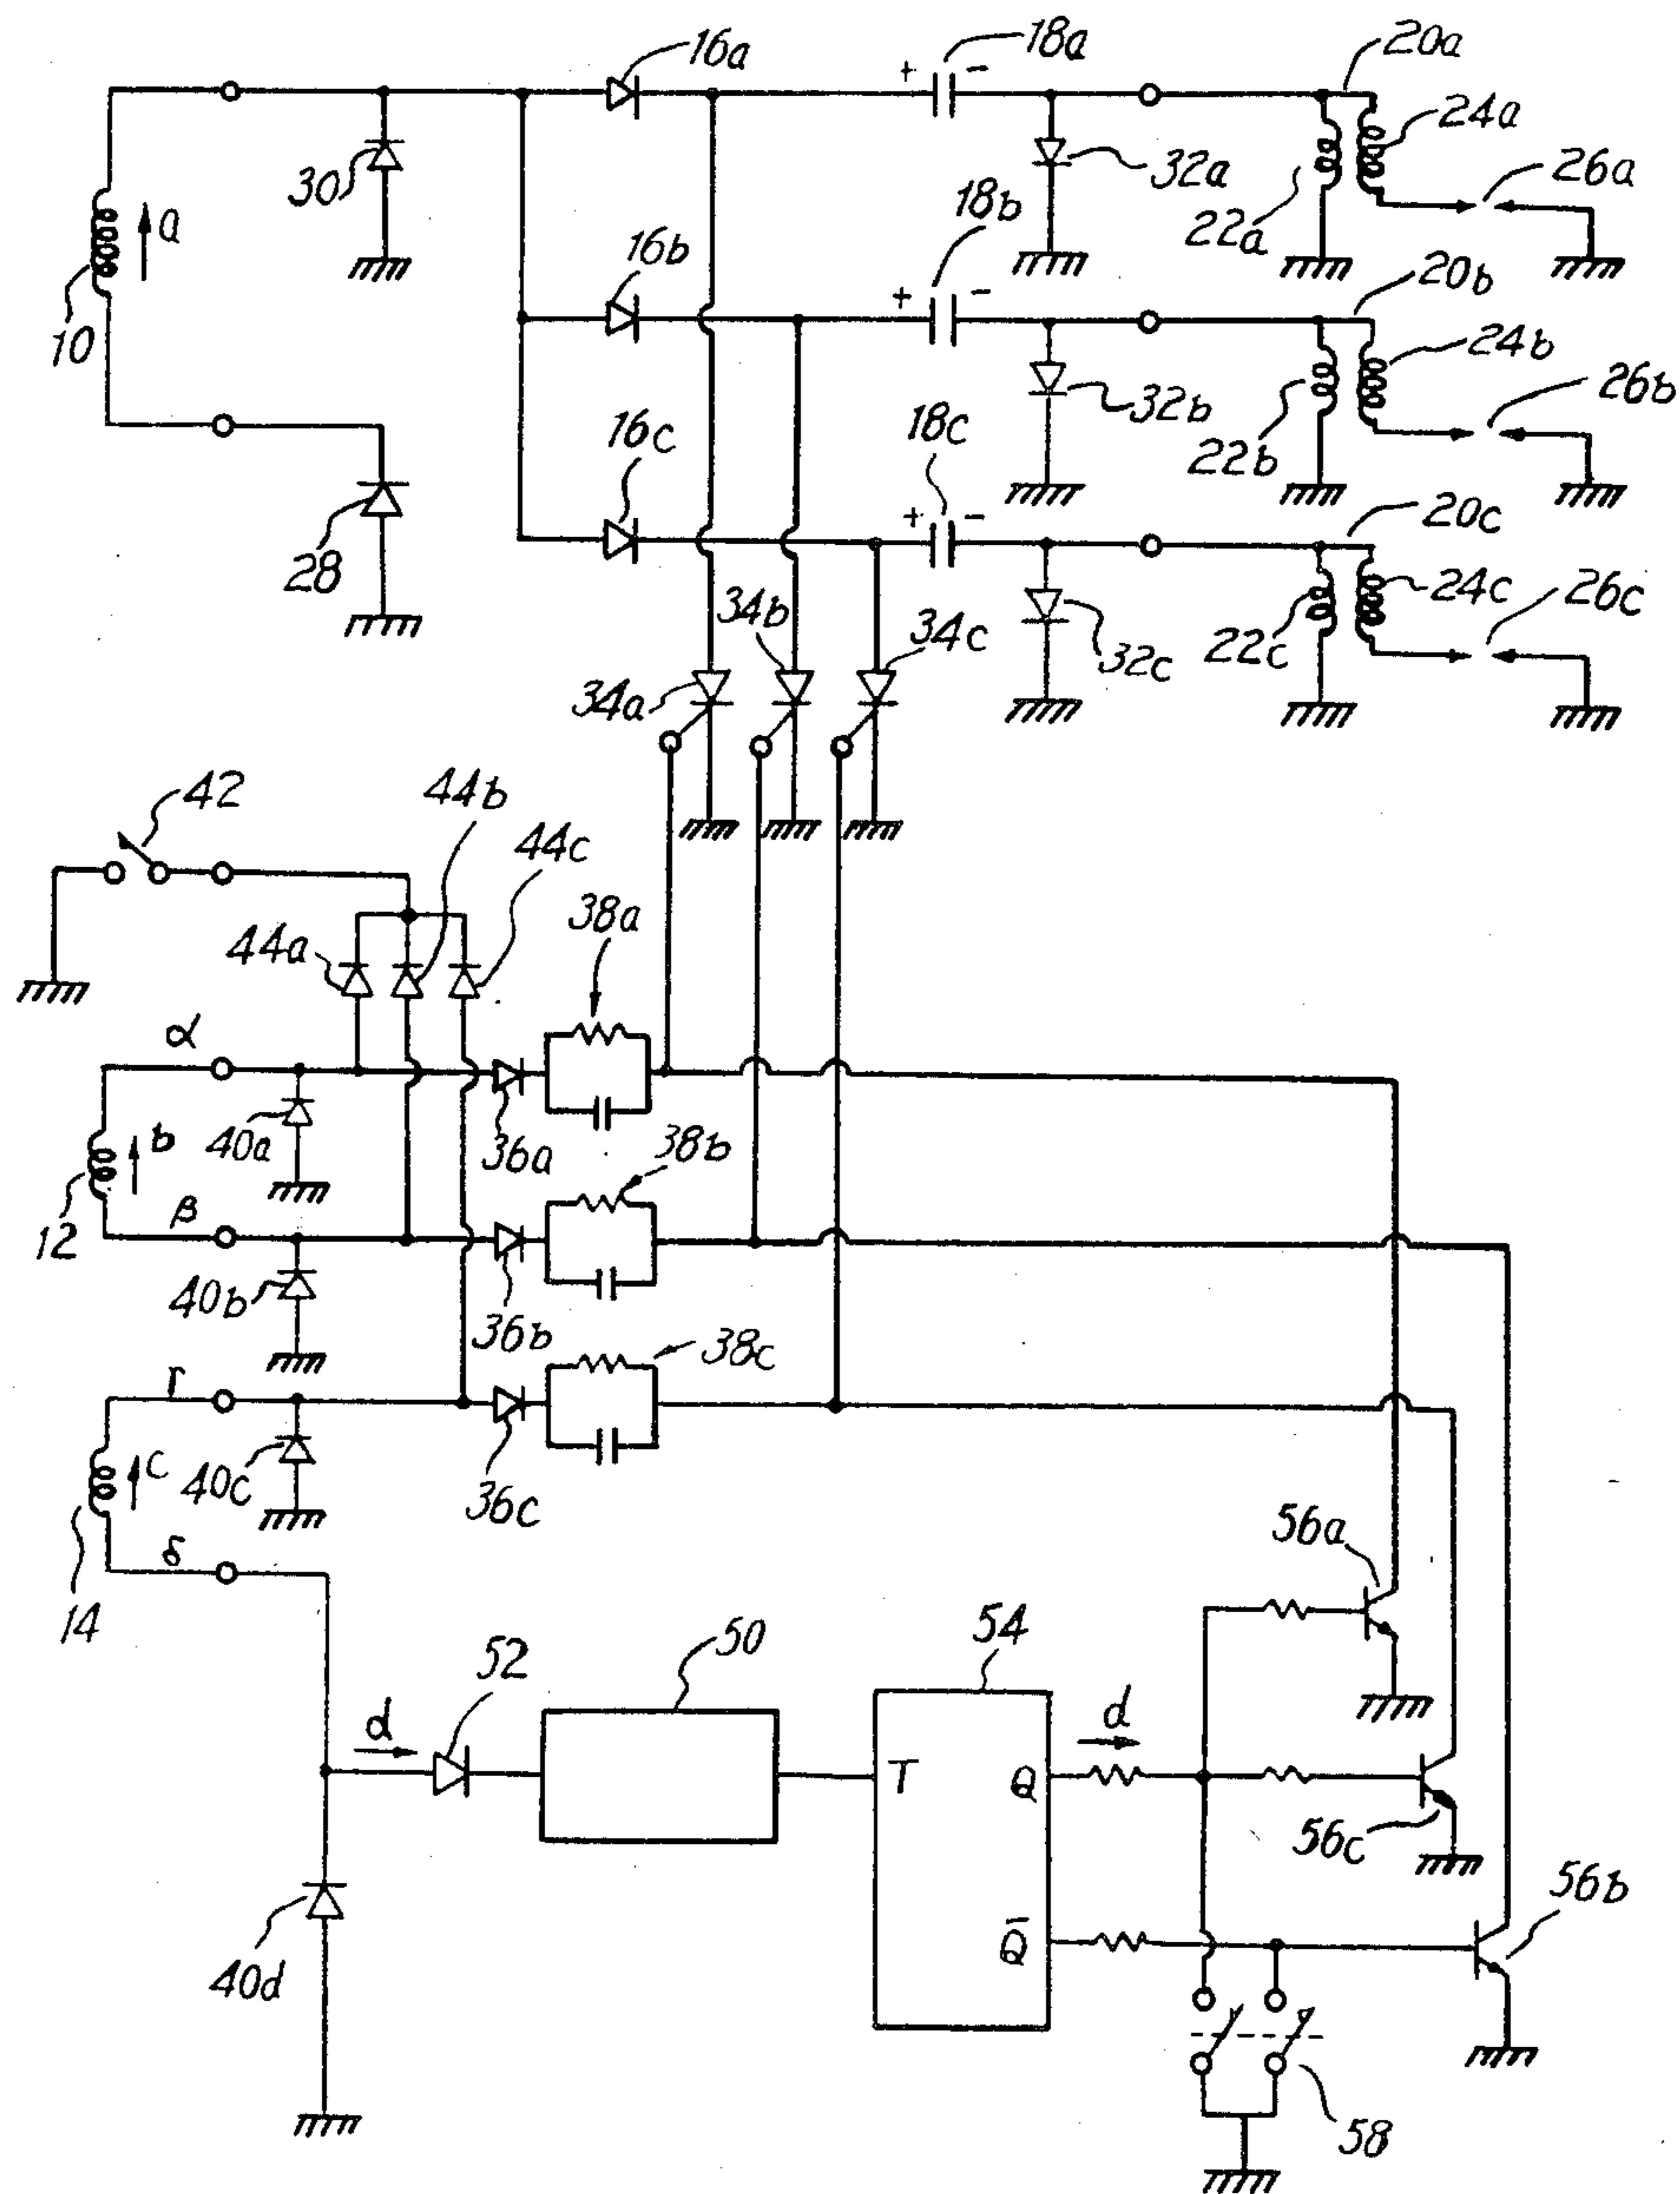 16a
+ 18a -
20a
24a
30
32a
26a
a
16b
18b
22a
20b
+ -
10
24b
32b
26b
16c
18c
22b
28
+ -
20c
34b
24c
26c
34c
32c
22c
34a
42
44b
44c
38a
44a
α
b
40a
36a
38b
12
β
40b
36b
38c
γ
c
40c
36c
14
δ
56a
52
50
54
d
d
T
Q
56c
Q̄
56b
40d
58